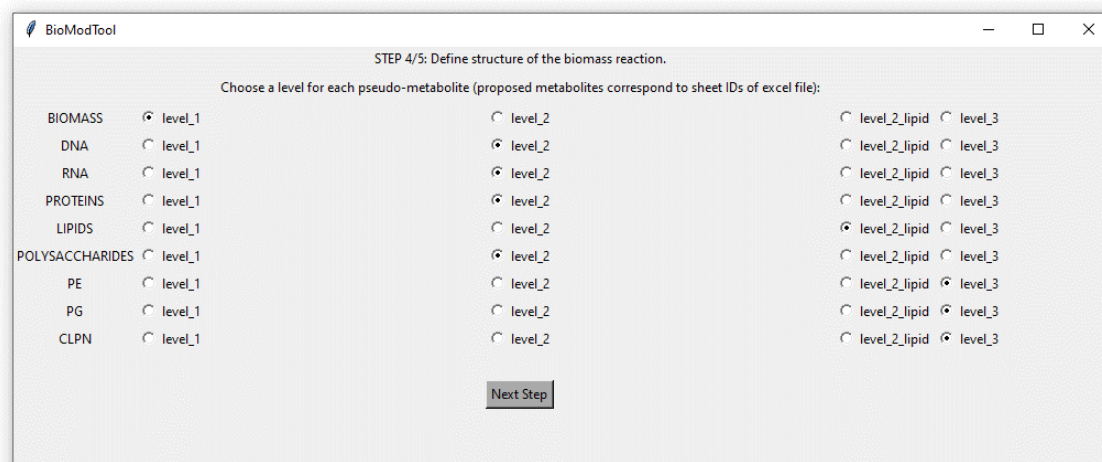 BioModTool
STEP 4/5: Define structure of the biomass reaction.
Choose a level for each pseudo-metabolite (proposed metabolites correspond to sheet IDs of excel file):
BIOMASS level_1 level_2 level_2_lipid level_3
DNA level_1 level_2 level_2_lipid level_3
RNA level_1 level_2 level_2_lipid level_3
PROTEINS level_1 level_2 level_2_lipid level_3
LIPIDS level_1 level_2 level_2_lipid level_3
POLYSACCHARIDES level_1 level_2 level_2_lipid level_3
PE level_1 level_2 level_2_lipid level_3
PG level_1 level_2 level_2_lipid level_3
CLPN level_1 level_2 level_2_lipid level_3
Next Step